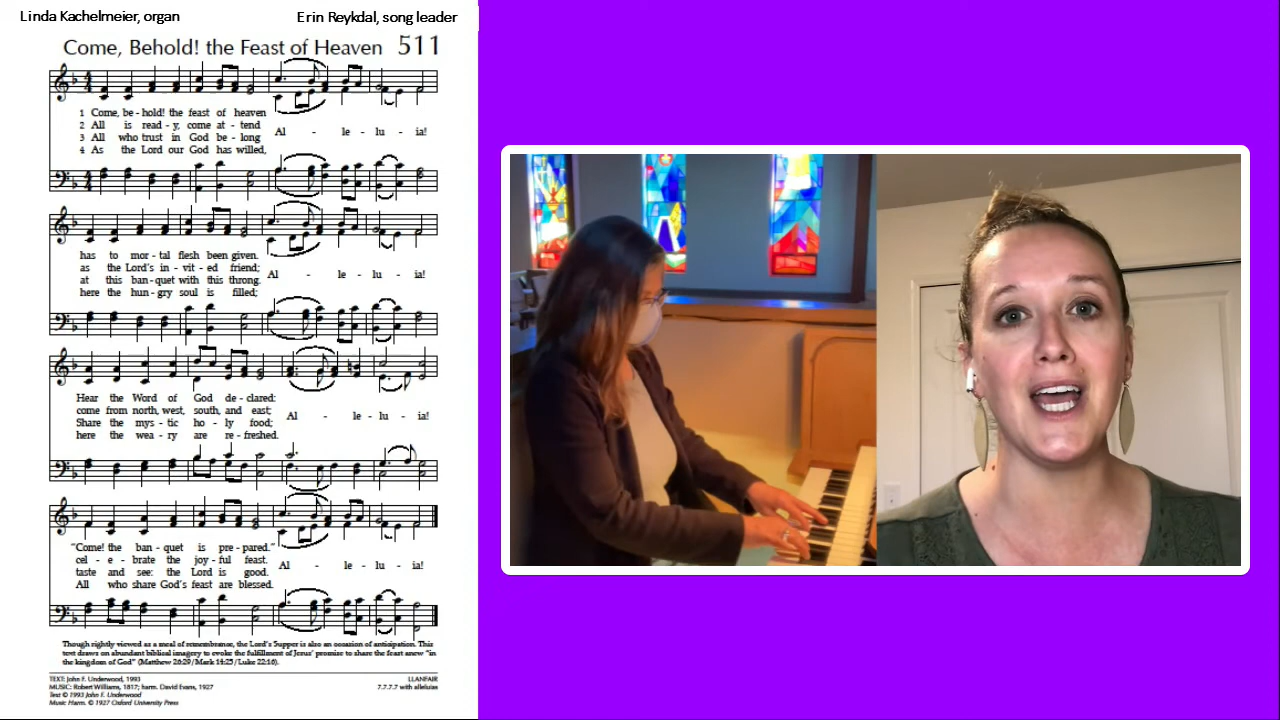 Linda Kachelmeier, organ Erin Reykdal, song leader
Come, Behold! the Feast of Heaven 511
1 Come, be - hold! the feast of heaven
2 All is read - y, come at - tend
3 All who trust in God be - long
4 As the Lord our God has willed,
Al - le - lu - ia!
has to mor - tal flesh been given.
as the Lord's in - vit - ed friend;
at this ban - quet with this throng.
here the hun - gry soul is filled;
Al - le - lu - ia!
Hear the Word of God de - clared:
come from north, west, south, and east;
Share the mys - tic ho - ly food;
here the wea - ry are re - freshed.
Al - le - lu - ia!
"Come! the ban - quet is pre - pared."
cel - e - brate the joy - ful feast.
taste and see: the Lord is good.
All who share God's feast are blessed.
Al - le - lu - ia!
Though rightly viewed as a meal of remembrance, the Lord's Supper is also an occasion of anticipation. This
text draws on abundant biblical imagery to evoke the fulfillment of Jesus' promise to share the feast anew "in
the kingdom of God" (Matthew 26:29/Mark 14:25/Luke 22:16).
TEXT: John F. Underwood, 1993 LLANFAIR
MUSIC: Robert Williams, 1817; harm. David Evans, 1927 7.7.7.7 with alleluias
Text © 1993 John F. Underwood
Music Harm. © 1927 Oxford University Press